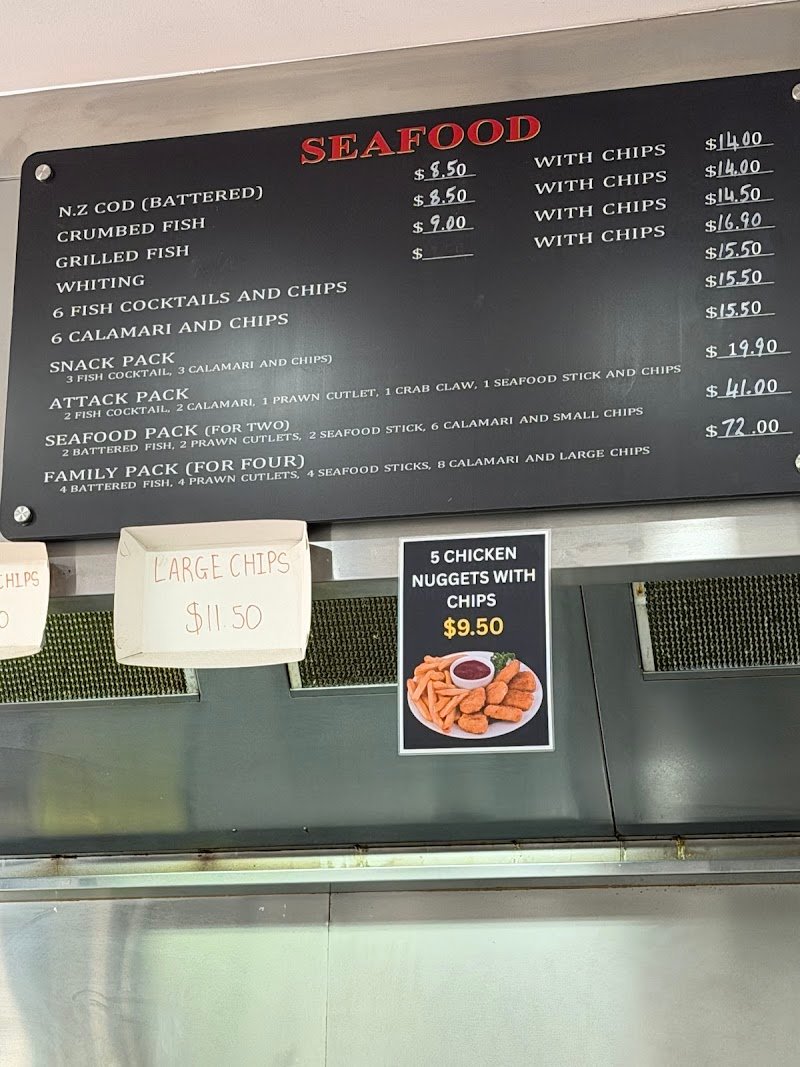 SEAFOOD
N.Z COD (BATTERED) $ 8.50 WITH CHIPS $14.00
CRUMBED FISH $ 8.50 WITH CHIPS $14.00
GRILLED FISH $ 9.00 WITH CHIPS $14.50
WHITING $ WITH CHIPS $16.90
6 FISH COCKTAILS AND CHIPS $15.50
6 CALAMARI AND CHIPS $15.50
SNACK PACK $15.50
3 FISH COCKTAIL, 3 CALAMARI AND CHIPS)
ATTACK PACK $ 19.90
2 FISH COCKTAIL, 2 CALAMARI, 1 PRAWN CUTLET, 1 CRAB CLAW, 1 SEAFOOD STICK AND CHIPS
SEAFOOD PACK (FOR TWO) $ 41.00
2 BATTERED FISH, 2 PRAWN CUTLETS, 2 SEAFOOD STICK, 6 CALAMARI AND SMALL CHIPS
FAMILY PACK (FOR FOUR) $ 72.00
4 BATTERED FISH, 4 PRAWN CUTLETS, 4 SEAFOOD STICKS, 8 CALAMARI AND LARGE CHIPS
CHIPS
0
LARGE CHIPS
$11.50
5 CHICKEN
NUGGETS WITH
CHIPS
$9.50